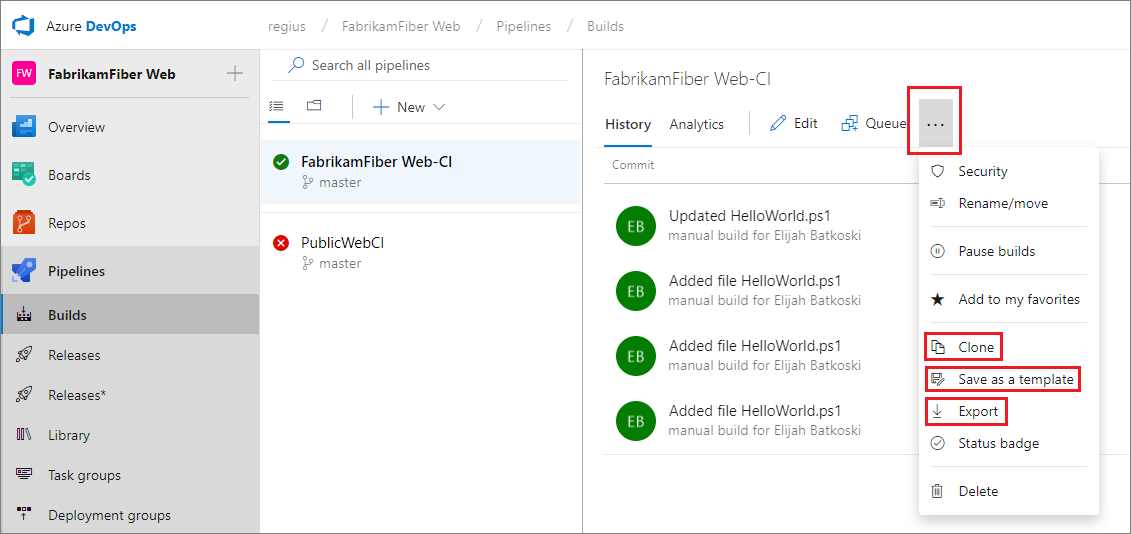 Azure DevOps
regius / FabrikamFiber Web / Pipelines / Builds
FW FabrikamFiber Web
Overview
Boards
Repos
Pipelines
Builds
Releases
Releases*
Library
Task groups
Deployment groups
Search all pipelines
New
FabrikamFiber Web-CI
master
PublicWebCI
master
FabrikamFiber Web-CI
History Analytics Edit Queue ...
Commit
EB Updated HelloWorld.ps1
manual build for Elijah Batkoski
EB Added file HelloWorld.ps1
manual build for Elijah Batkoski
EB Added file HelloWorld.ps1
manual build for Elijah Batkoski
EB Added file HelloWorld.ps1
manual build for Elijah Batkoski
Security
Rename/move
Pause builds
Add to my favorites
Clone
Save as a template
Export
Status badge
Delete